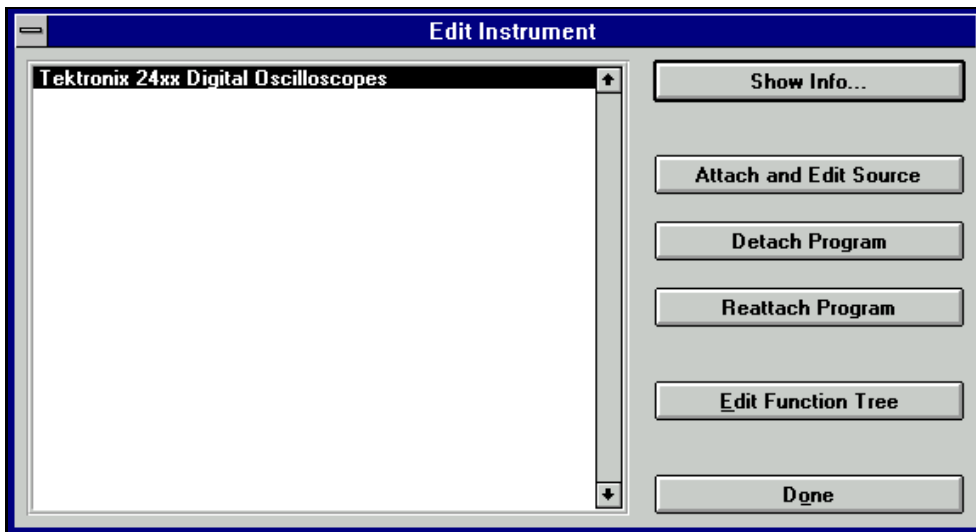 Edit Instrument
Tektronix 24xx Digital Oscilloscopes
Show Info...
Attach and Edit Source
Detach Program
Reattach Program
Edit Function Tree
Done